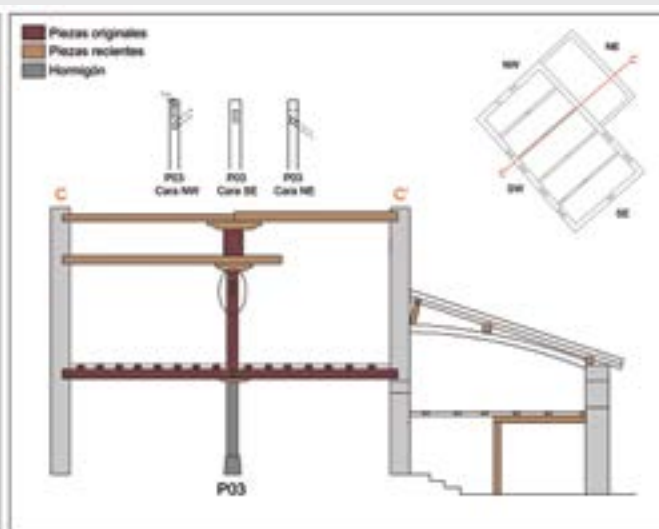 Piezas originales
Piezas recientes
Hormigón
P03
Cara NW
P03
Cara SE
P03
Cara NE
NE
NW
C'
C
SW
SE
C
C'
P03